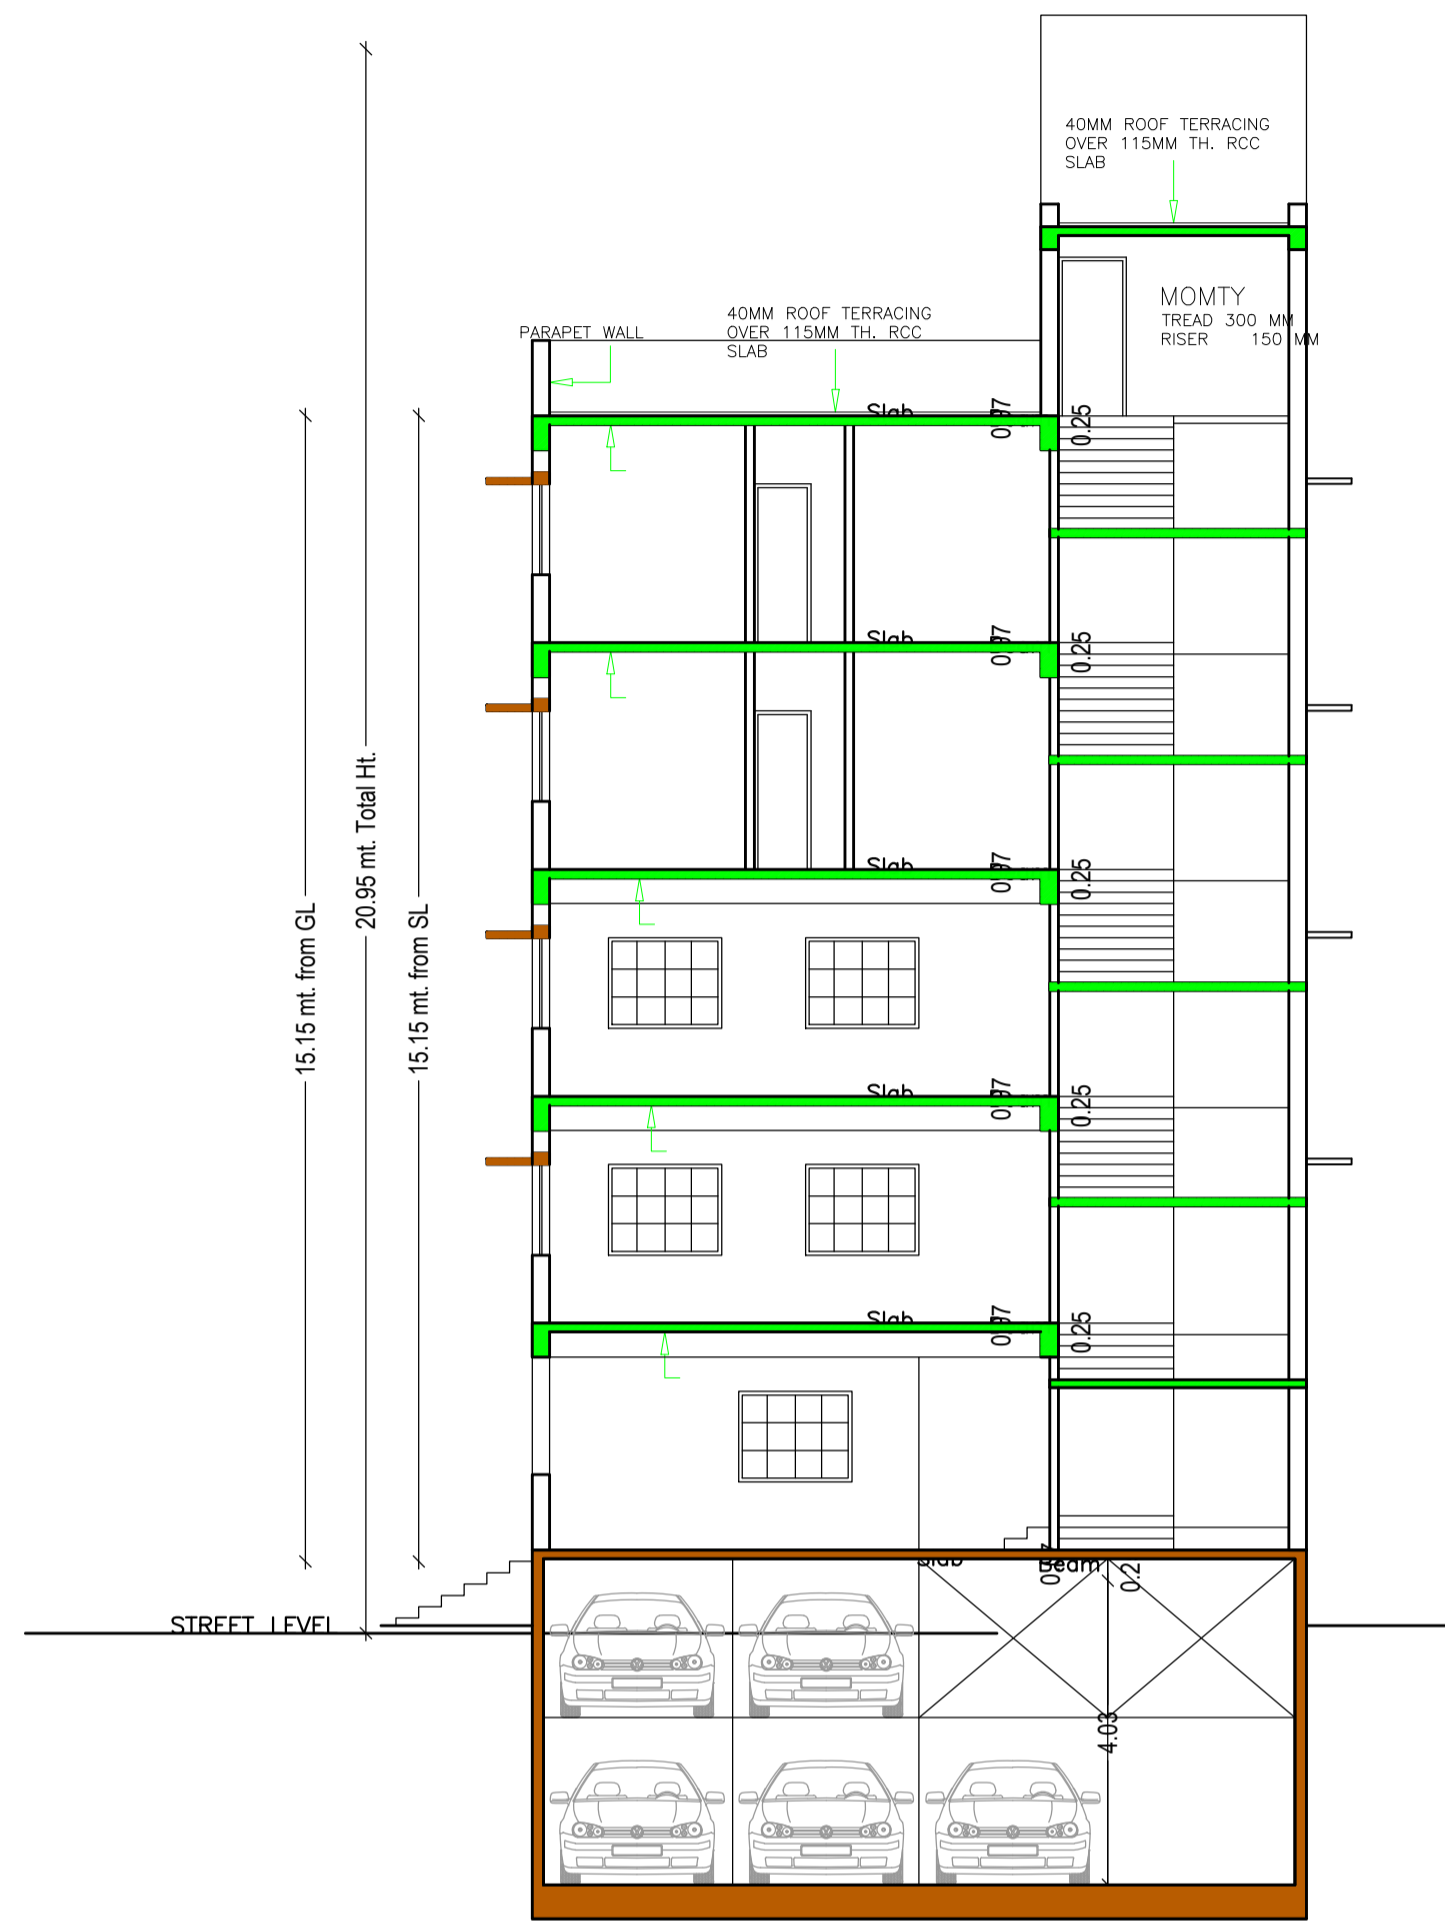 40MM ROOF TERRACING
OVER 115MM TH. RCC
SLAB
MOMTY
TREAD 300 MM
RISER 150 MM
PARAPET WALL
40MM ROOF TERRACING
OVER 115MM TH. RCC
SLAB
Slab
0.25
Slab
0.25
20.95 mt. Total Ht.
15.15 mt. from GL
15.15 mt. from SL
Slab
0.25
Slab
0.25
Slab
0.25
Slab
Beam
0.2
STREET LEVEL
4.03